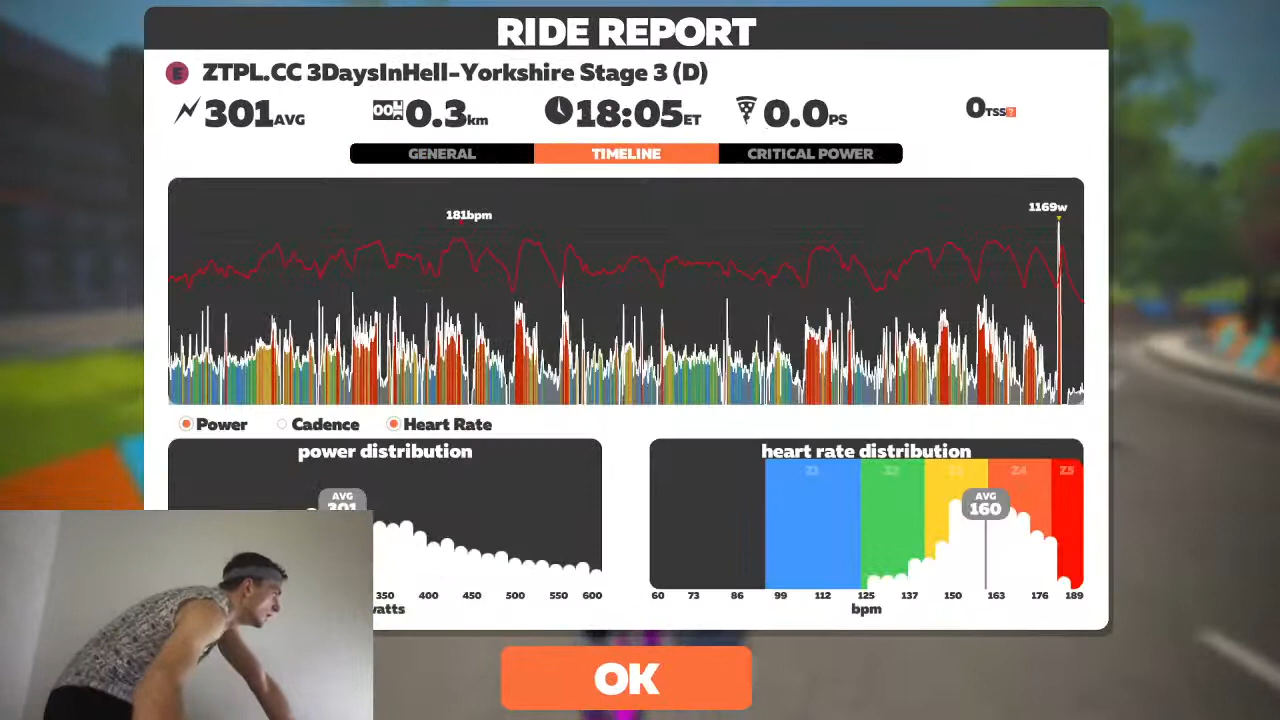 RIDE REPORT
E ZTPL.CC 3DaysInHell-Yorkshire Stage 3 (D)
301AVG 0.3km 18:05ET 0.0PS 0TSS?
GENERAL TIMELINE CRITICAL POWER
181bpm 1169w
Power Cadence Heart Rate
power distribution
AVG
301
350 400 450 500 550 600
watts
heart rate distribution
Z1 Z2 Z3 Z4 Z5
AVG
160
60 73 86 99 112 125 137 150 163 176 189
bpm
OK